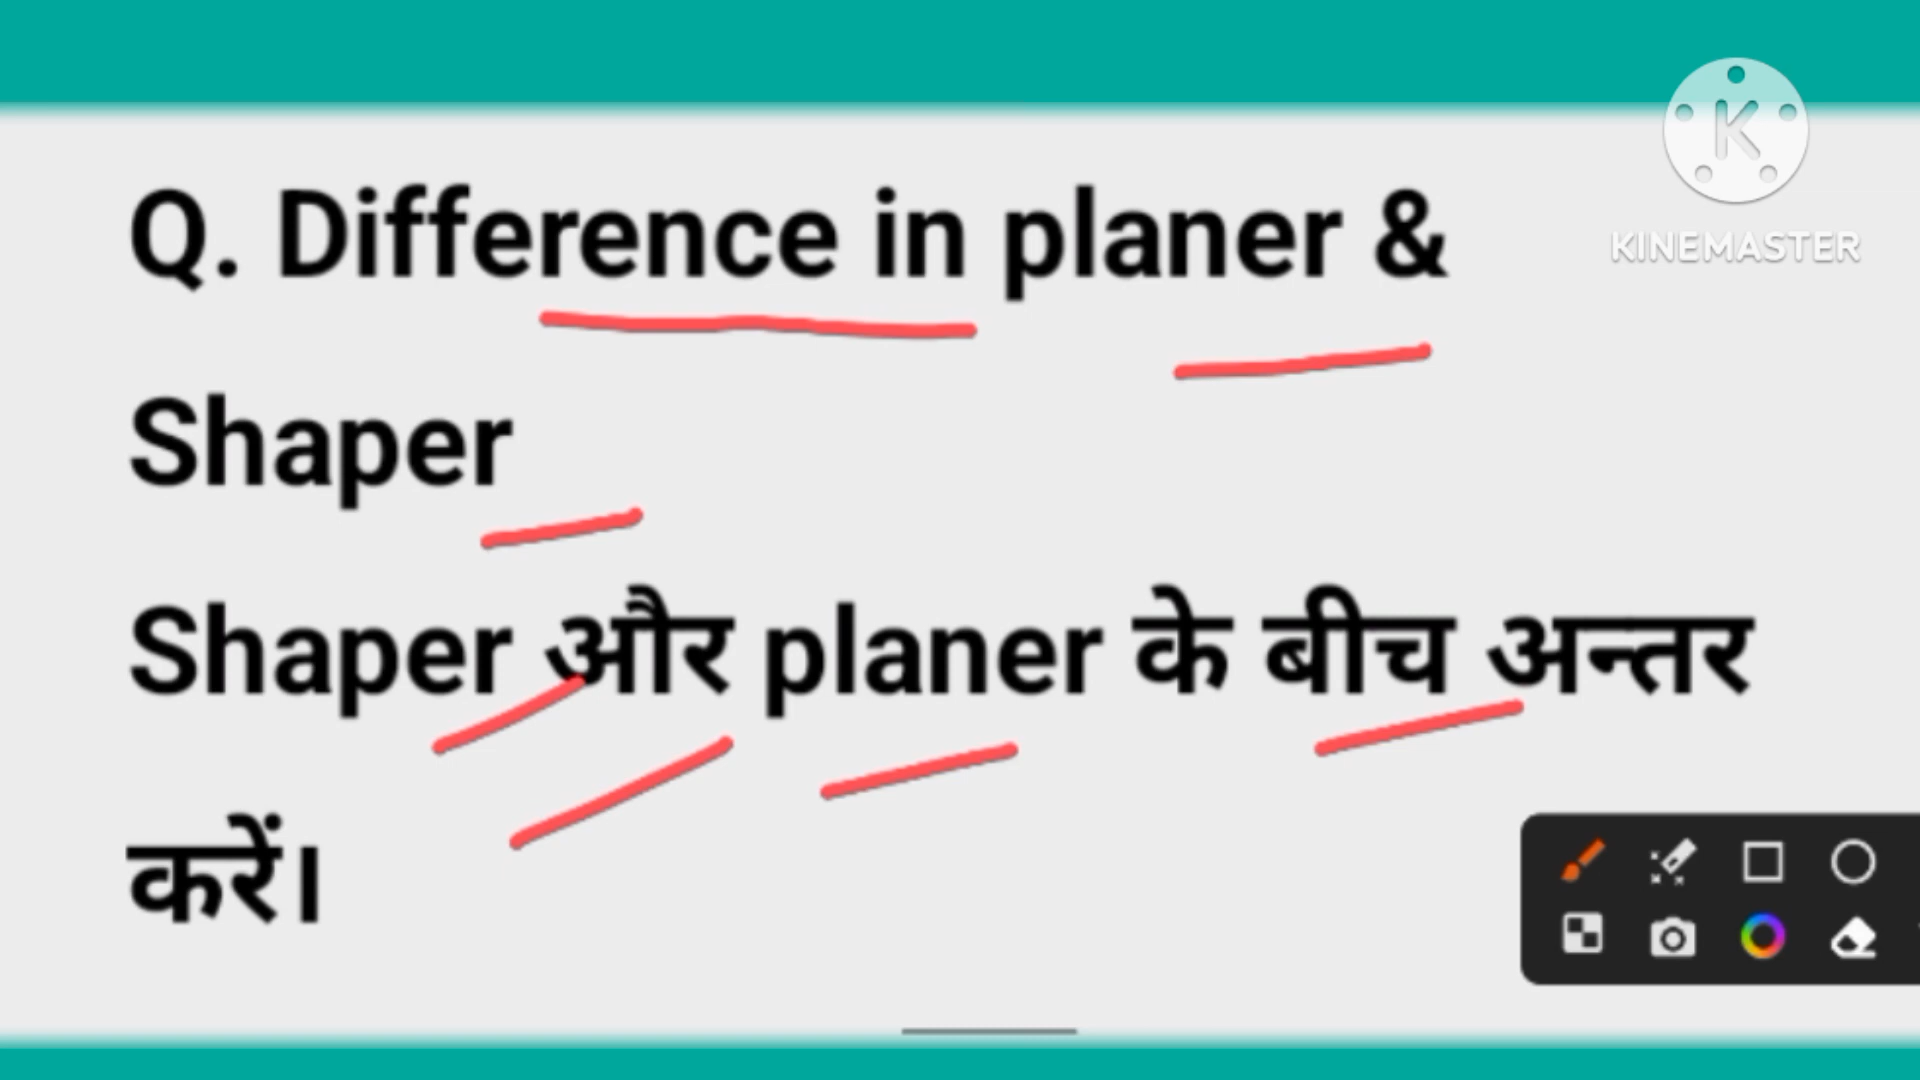 Q. Difference in planer &
Shaper
Shaper और planer के बीच अन्तर
करें।
K
KINEMASTER